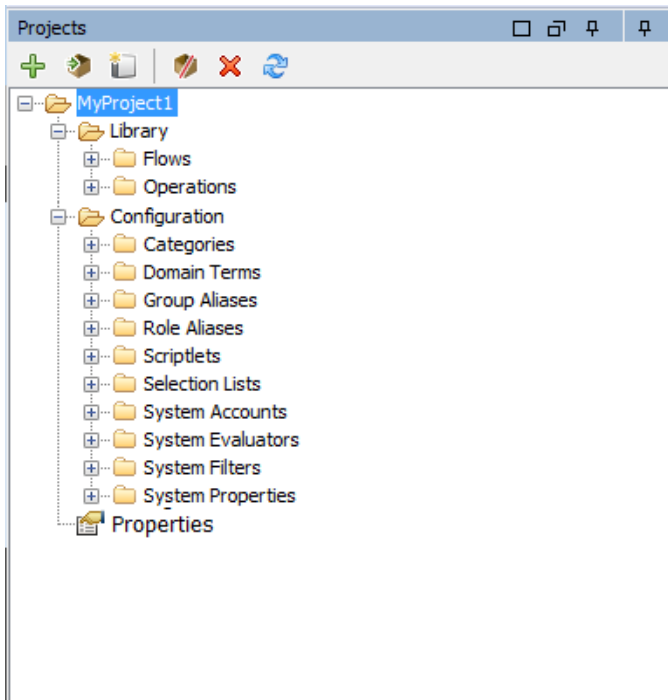 Projects
MyProject1
Library
Flows
Operations
Configuration
Categories
Domain Terms
Group Aliases
Role Aliases
Scriptlets
Selection Lists
System Accounts
System Evaluators
System Filters
System Properties
Properties